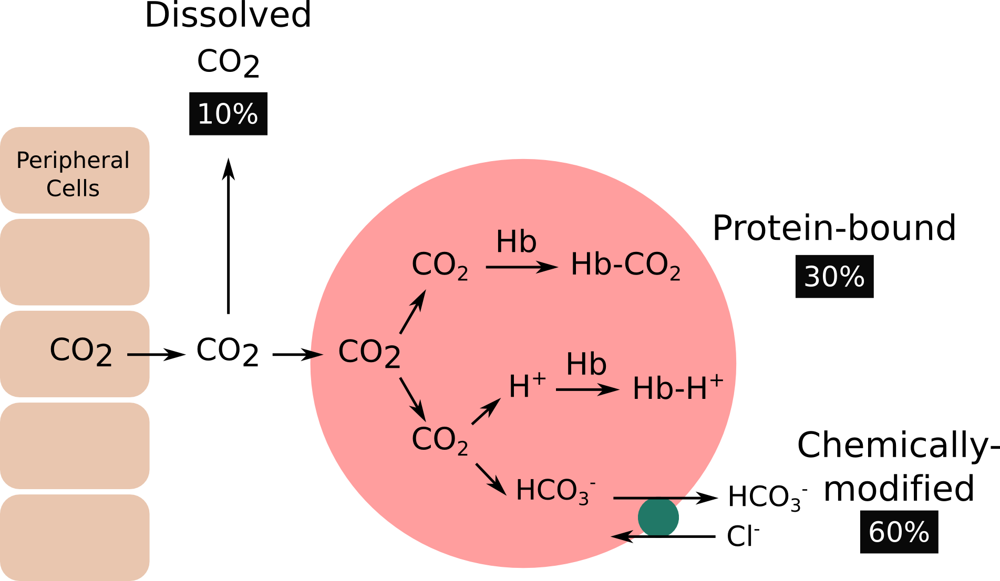 Dissolved
CO2
10%
Peripheral
Cells
CO2
CO2
CO2
CO₂
Hb
Hb-CO₂
Protein-bound
30%
CO₂
H⁺
Hb
Hb-H⁺
HCO₃⁻
HCO₃⁻
Cl⁻
Chemically-
modified
60%